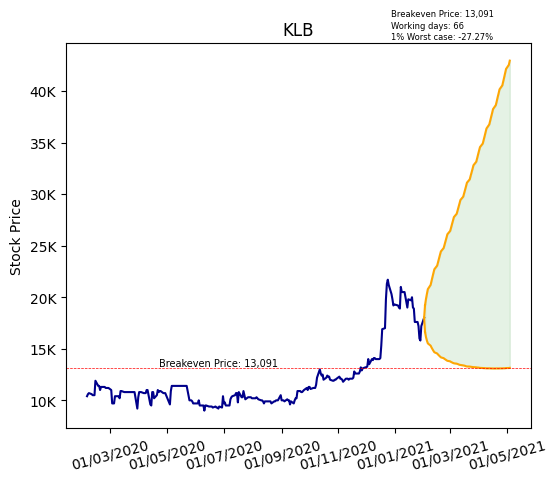 Breakeven Price: 13,091
Working days: 66
1% Worst case: -27.27%
KLB
Stock Price
40K
35K
30K
25K
20K
15K
10K
Breakeven Price: 13,091
01/03/2020
01/05/2020
01/07/2020
01/09/2020
01/11/2020
01/01/2021
01/03/2021
01/05/2021